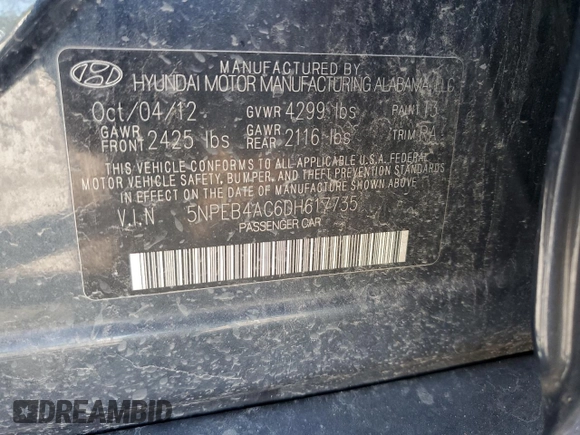 MANUFACTURED BY
HYUNDAI MOTOR MANUFACTURING ALABAMA, LLC
Oct/04/12 GVWR 4299 lbs PAINT T3
GAWR FRONT 2425 lbs GAWR REAR 2116 lbs TRIM
THIS VEHICLE CONFORMS TO ALL APPLICABLE U.S.A. FEDERAL
MOTOR VEHICLE SAFETY, BUMPER, AND THEFT PREVENTION STANDARDS
IN EFFECT ON THE DATE OF MANUFACTURE SHOWN ABOVE.
V.I.N 5NPEB4AC6DH617735
PASSENGER CAR
DREAMBID